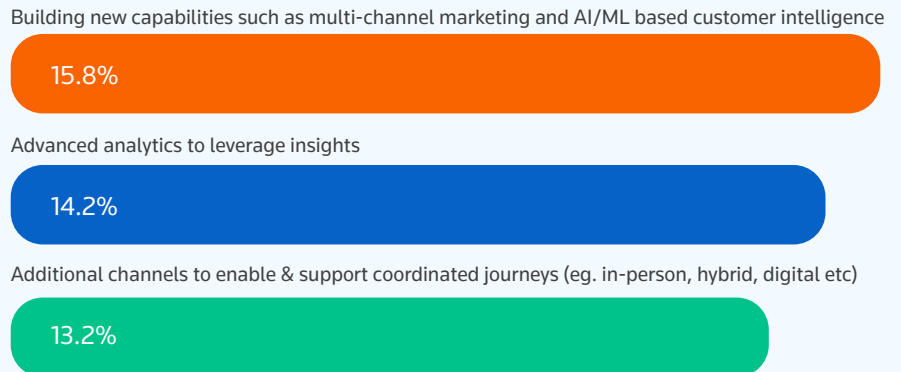 Building new capabilities such as multi-channel marketing and AI/ML based customer intelligence
15.8%
Advanced analytics to leverage insights
14.2%
Additional channels to enable & support coordinated journeys (eg. in-person, hybrid, digital etc)
13.2%